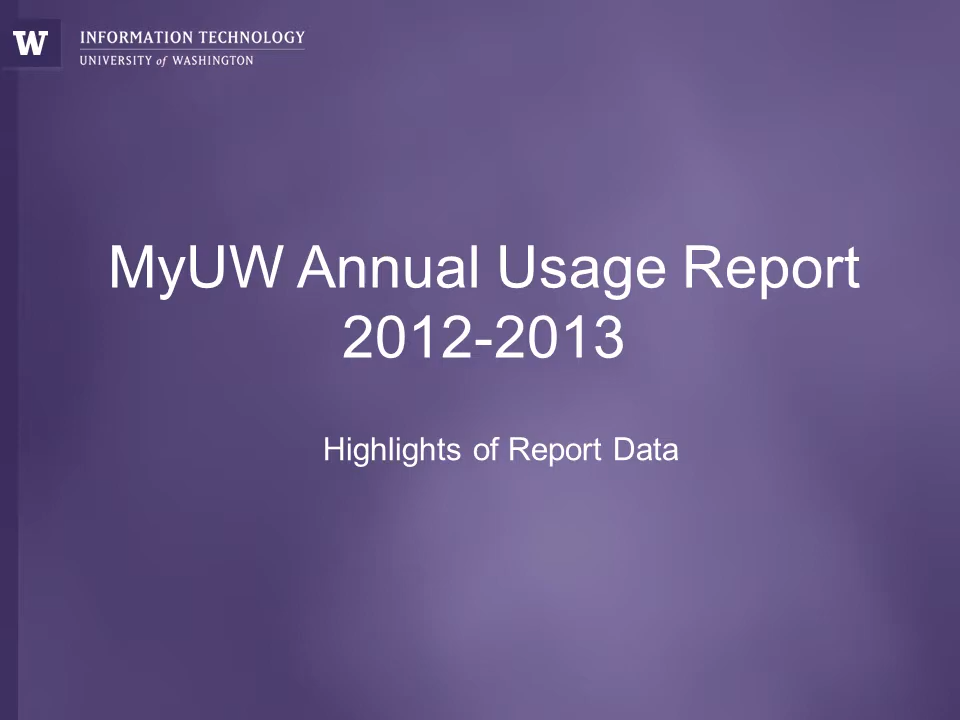 W
INFORMATION TECHNOLOGY
UNIVERSITY of WASHINGTON
MyUW Annual Usage Report
2012-2013
Highlights of Report Data